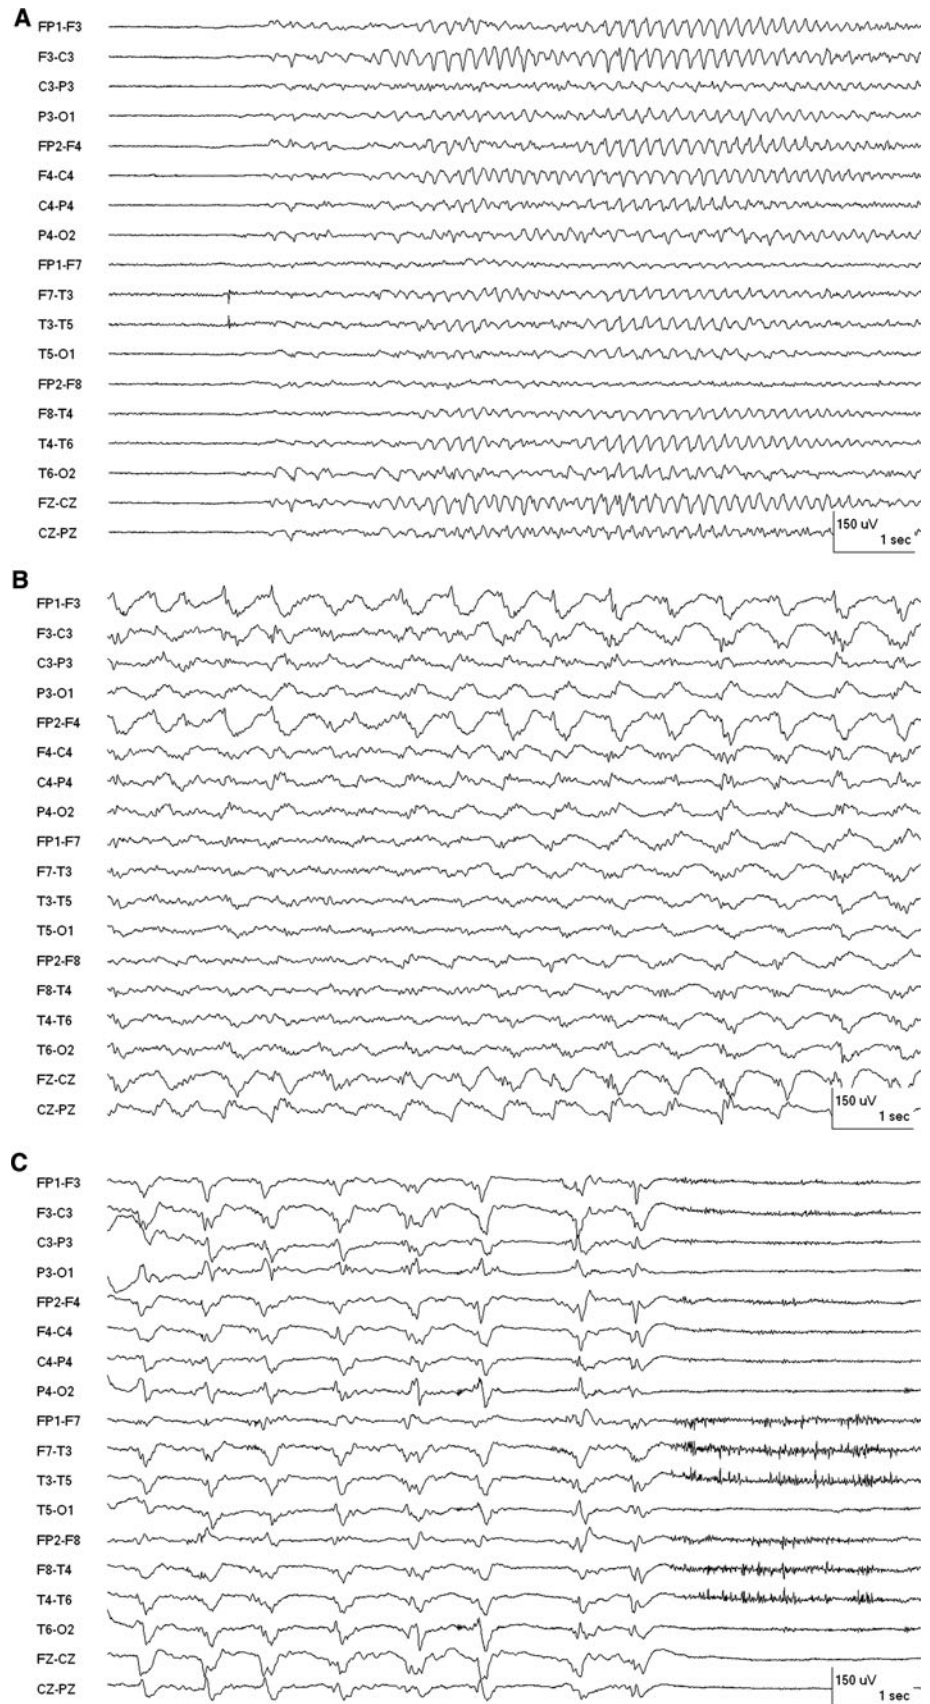 A
FP1-F3
F3-C3
C3-P3
P3-O1
FP2-F4
F4-C4
C4-P4
P4-O2
FP1-F7
F7-T3
T3-T5
T5-O1
FP2-F8
F8-T4
T4-T6
T6-O2
FZ-CZ
CZ-PZ
150 uV
1 sec
B
FP1-F3
F3-C3
C3-P3
P3-O1
FP2-F4
F4-C4
C4-P4
P4-O2
FP1-F7
F7-T3
T3-T5
T5-O1
FP2-F8
F8-T4
T4-T6
T6-O2
FZ-CZ
CZ-PZ
150 uV
1 sec
C
FP1-F3
F3-C3
C3-P3
P3-O1
FP2-F4
F4-C4
C4-P4
P4-O2
FP1-F7
F7-T3
T3-T5
T5-O1
FP2-F8
F8-T4
T4-T6
T6-O2
FZ-CZ
CZ-PZ
150 uV
1 sec